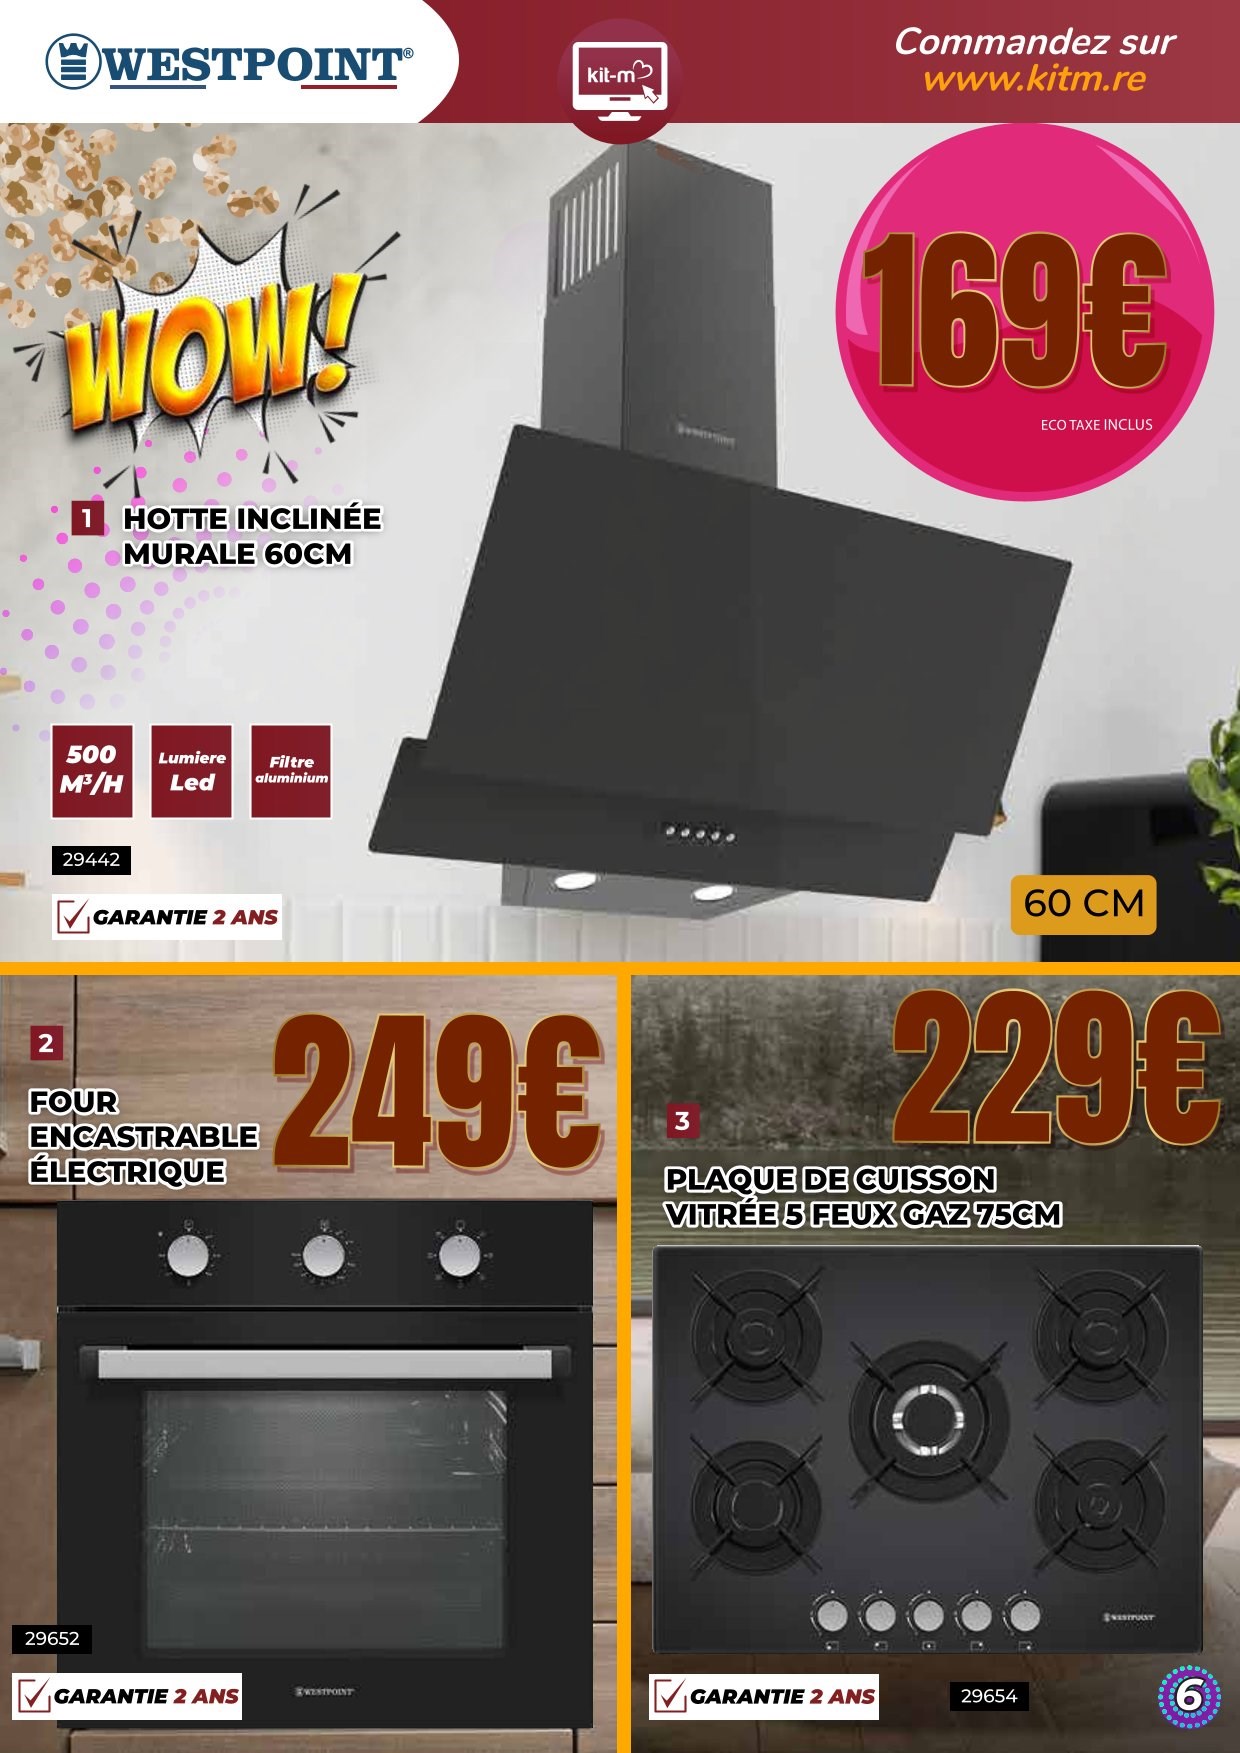 WESTPOINT®
kit-m
Commandez sur
www.kitm.re
WOW!
169€
ECO TAXE INCLUS
1
HOTTE INCLINÉE
MURALE 60CM
WESTPOINT
500
M³/H
Lumiere
Led
Filtre
aluminium
29442
GARANTIE 2 ANS
60 CM
2
249€
FOUR
ENCASTRABLE
ÉLECTRIQUE
29652
GARANTIE 2 ANS
WESTPOINT
229€
3
PLAQUE DE CUISSON
VITRÉE 5 FEUX GAZ 75CM
WESTPOINT
GARANTIE 2 ANS
29654
6